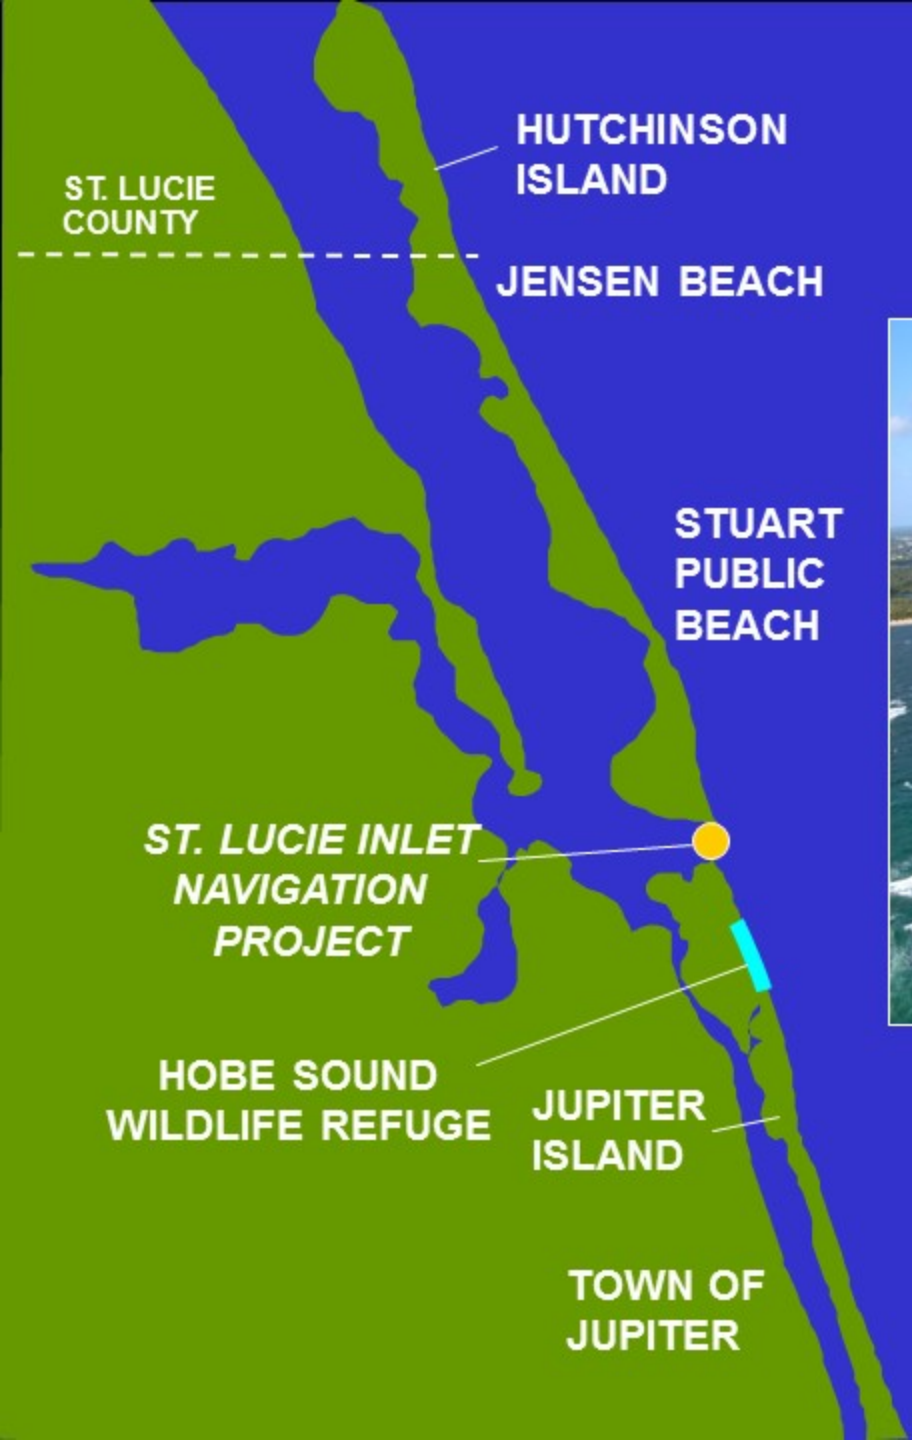 HUTCHINSON
ISLAND
ST. LUCIE
COUNTY
JENSEN BEACH
STUART
PUBLIC
BEACH
ST. LUCIE INLET
NAVIGATION
PROJECT
HOBE SOUND
WILDLIFE REFUGE
JUPITER
ISLAND
TOWN OF
JUPITER